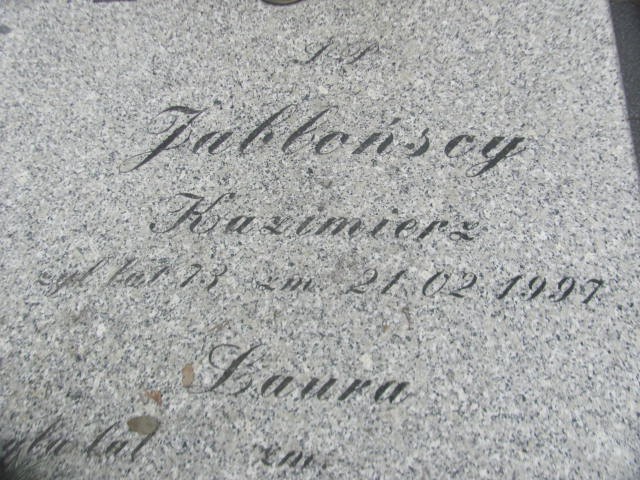 Ś.P.
Jabłońscy
Kazimierz
żył lat 73 zm. 21.02.1997
Laura
żyła lat zm.